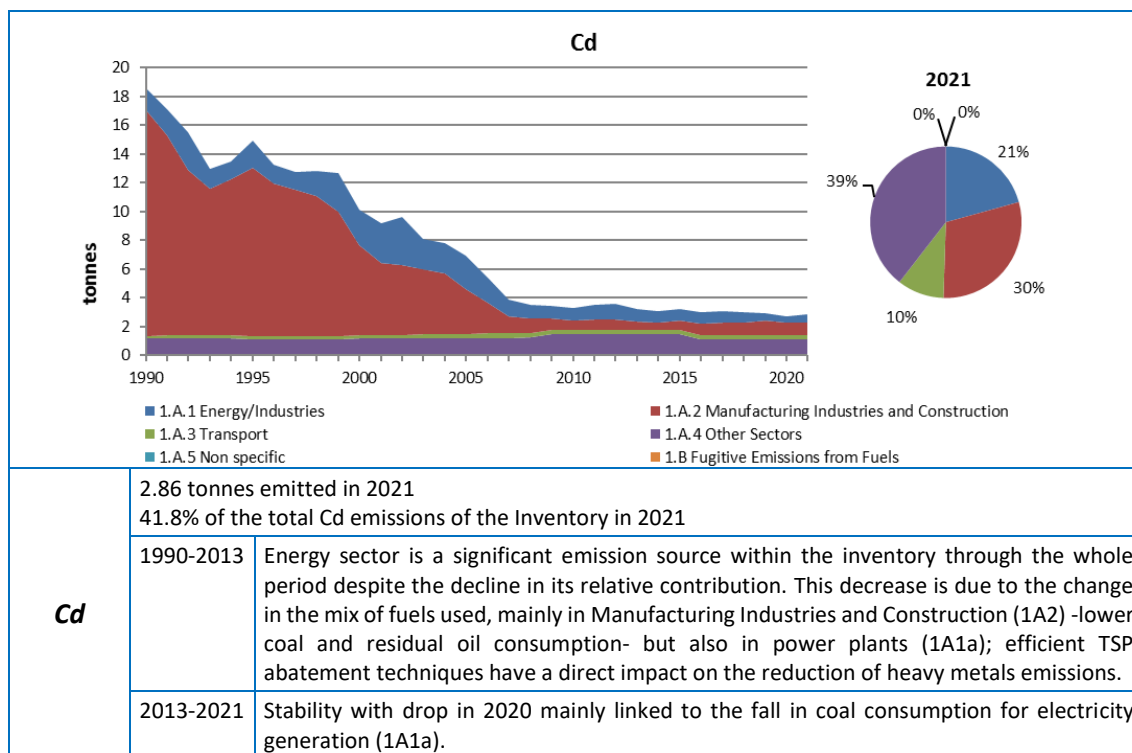 Cd
20
18
16
14
12
10
8
6
4
2
0
tonnes
1990
1995
2000
2005
2010
2015
2020
2021
0%
0%
21%
39%
30%
10%
1.A.1 Energy/Industries
1.A.2 Manufacturing Industries and Construction
1.A.3 Transport
1.A.4 Other Sectors
1.A.5 Non specific
1.B Fugitive Emissions from Fuels
Cd
2.86 tonnes emitted in 2021
41.8% of the total Cd emissions of the Inventory in 2021
1990-2013
Energy sector is a significant emission source within the inventory through the whole
period despite the decline in its relative contribution. This decrease is due to the change
in the mix of fuels used, mainly in Manufacturing Industries and Construction (1A2) -lower
coal and residual oil consumption- but also in power plants (1A1a); efficient TSP
abatement techniques have a direct impact on the reduction of heavy metals emissions.
2013-2021
Stability with drop in 2020 mainly linked to the fall in coal consumption for electricity
generation (1A1a).